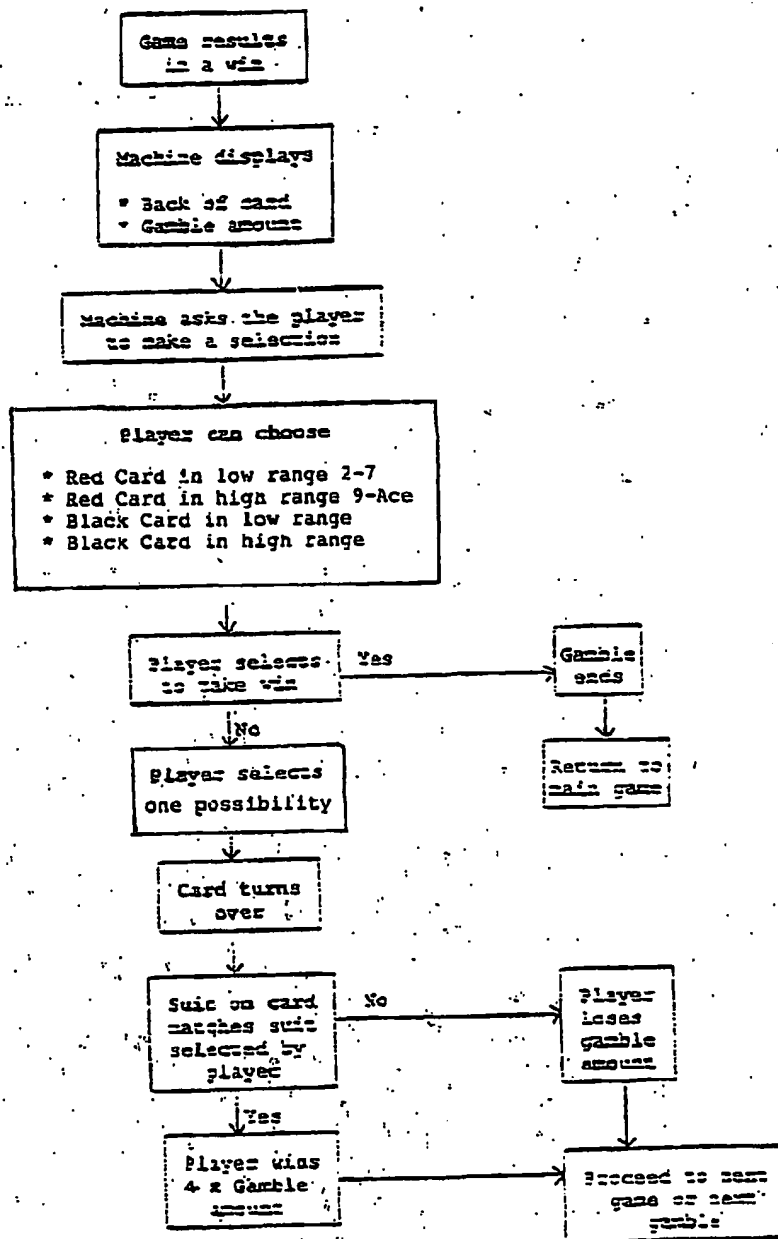 Game results
in a win
Machine displays
* Back of card
* Gamble amount
Machine asks the player
to make a selection
Player can choose
* Red Card in low range 2-7
* Red Card in high range 9-Ace
* Black Card in low range
* Black Card in high range
Player selects
to take win
Yes
Gamble
ends
No
Return to
main game
Player selects
one possibility
Card turns
over
Suit on card
matches suit
selected by
player
No
Player
loses
gamble
amount
Yes
Player wins
4 x Gamble
amount
Proceed to next
game or next
gamble